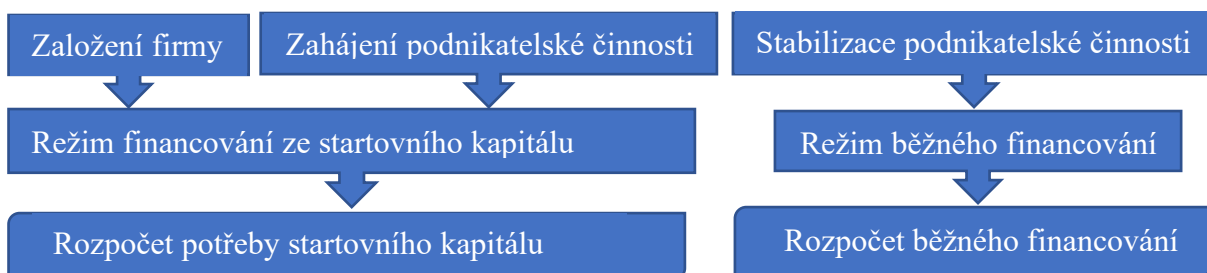 Založení firmy
Zahájení podnikatelské činnosti
Stabilizace podnikatelské činnosti
Režim financování ze startovního kapitálu
Režim běžného financování
Rozpočet potřeby startovního kapitálu
Rozpočet běžného financování